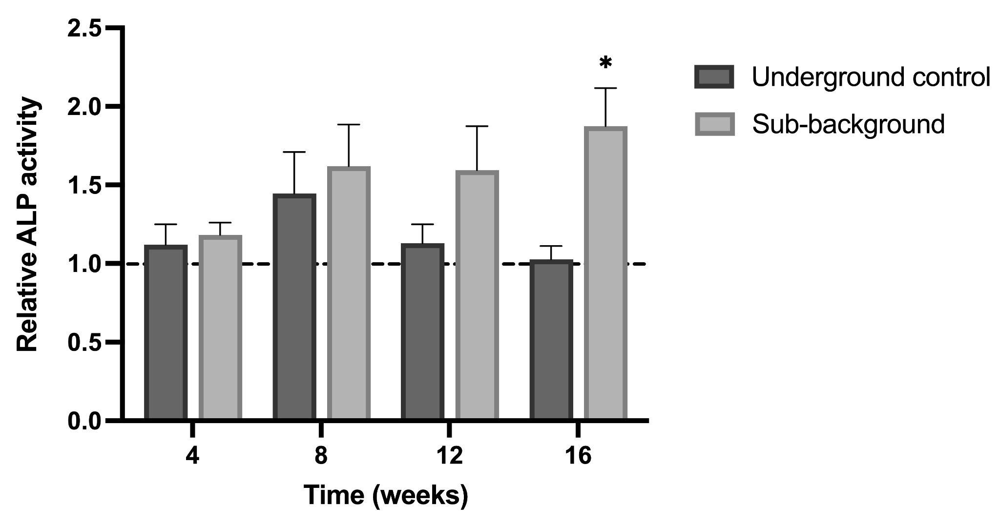 2.5
2.0
1.5
1.0
0.5
0.0
Relative ALP activity
*
4
8
12
16
Time (weeks)
Underground control
Sub-background